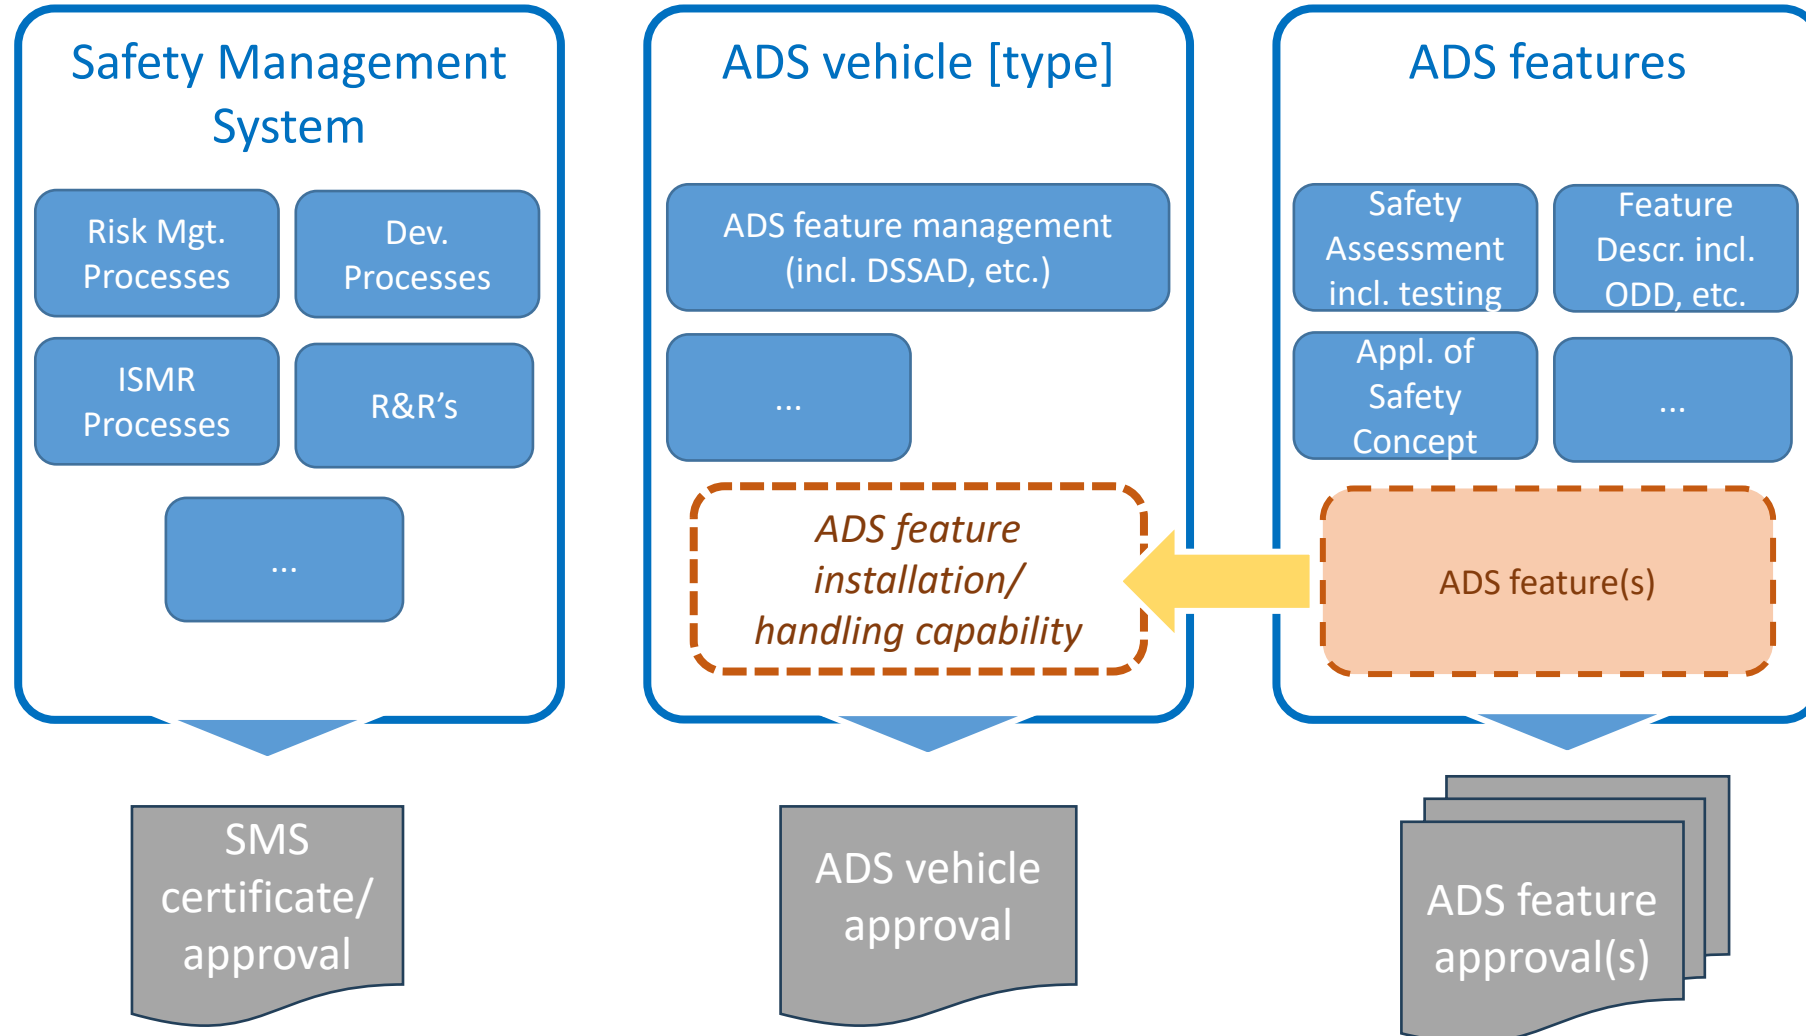 Safety Management
System
Risk Mgt.
Processes
Dev.
Processes
ISMR
Processes
R&R's
...
SMS
certificate/
approval
ADS vehicle [type]
ADS feature management
(incl. DSSAD, etc.)
...
ADS feature
installation/
handling capability
ADS vehicle
approval
ADS features
Safety
Assessment
incl. testing
Feature
Descr. incl.
ODD, etc.
Appl. of
Safety
Concept
...
ADS feature(s)
ADS feature
approval(s)